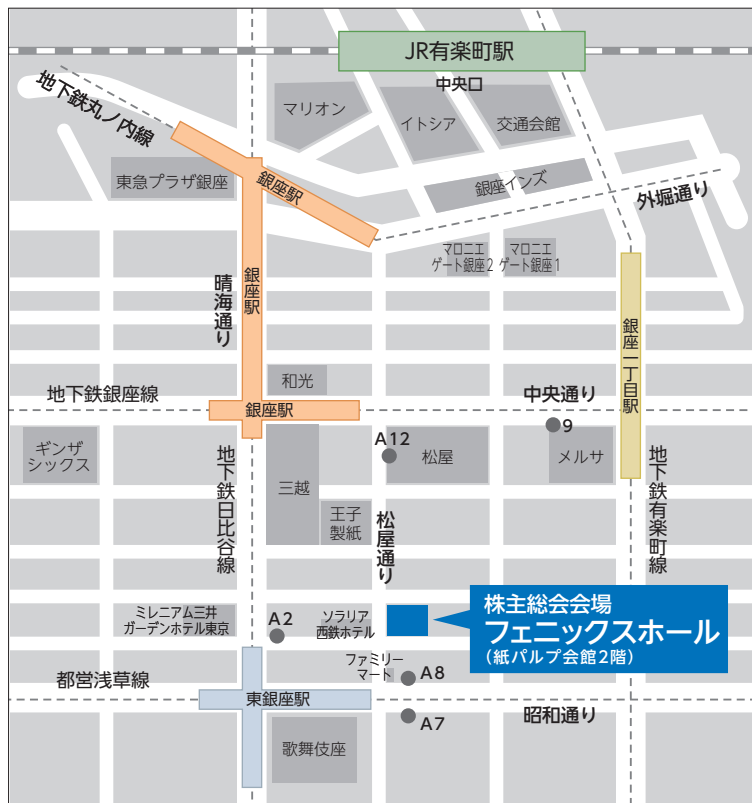 JR有楽町駅
中央口
地下鉄丸ノ内線
マリオン
イトシア
交通会館
東急プラザ銀座
銀座駅
銀座インズ
外堀通り
マロニエ
ゲート銀座2
マロニエ
ゲート銀座1
晴海通り
銀座駅
銀座一丁目駅
和光
地下鉄銀座線
銀座駅
中央通り
9
A12
ギンザ
シックス
地下鉄日比谷線
三越
松屋
メルサ
地下鉄有楽町線
王子
製紙
松屋通り
ミレニアム三井
ガーデンホテル東京
A2
ソラリア
西鉄ホテル
株主総会会場
フェニックスホール
(紙パルプ会館2階)
ファミリー
マート
A8
都営浅草線
東銀座駅
A7
昭和通り
歌舞伎座